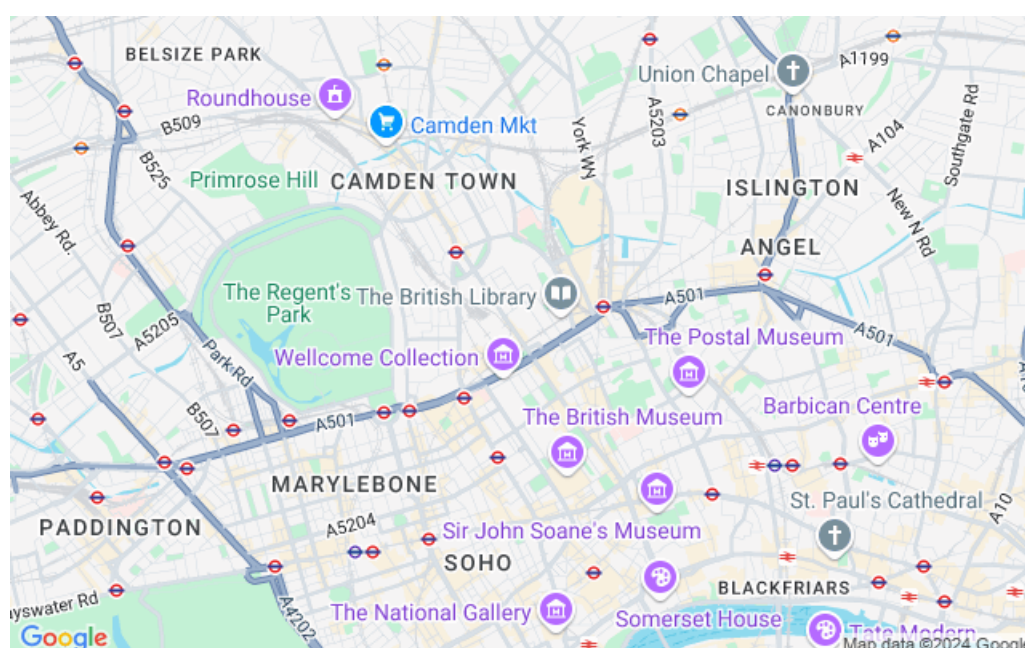 BELSIZE PARK
Union Chapel
A1199
Roundhouse
CANONBURY
B509
Camden Mkt
York WY
A5203
A104
Southgate Rd
B525
Primrose Hill
CAMDEN TOWN
ISLINGTON
Abbey Rd.
New N Rd
ANGEL
The Regent's
Park
The British Library
A501
B507
A5205
Park Rd
A501
The Postal Museum
Wellcome Collection
A5
B507
A501
The British Museum
Barbican Centre
MARYLEBONE
St. Paul's Cathedral
A10
PADDINGTON
A5204
Sir John Soane's Museum
SOHO
BLACKFRIARS
ayswater Rd
A4202
The National Gallery
Somerset House
Tate Modern
Google
Map data ©2024 Google